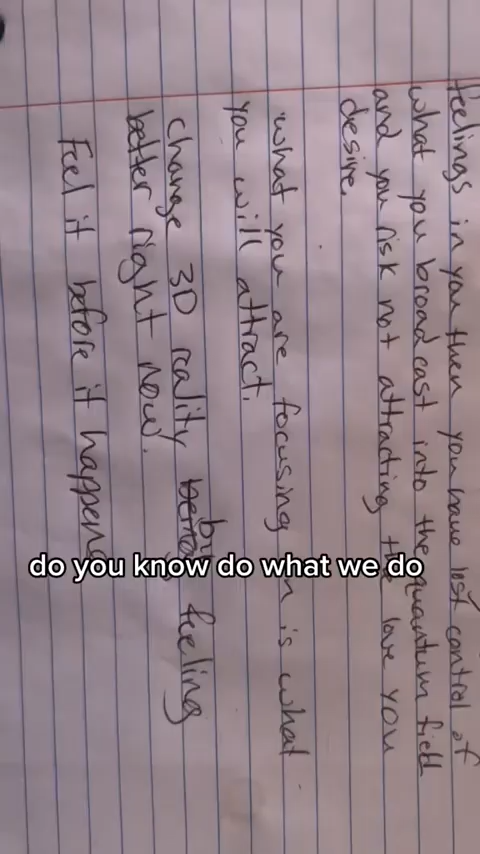 feelings in you then you have lost control of
what you broadcast into the quantum field
and you risk not attracting the love you
desire.
what you are focusing on is what
you will attract.
change 3D reality by feeling
better right now.
Feel it before it happens
do you know do what we do